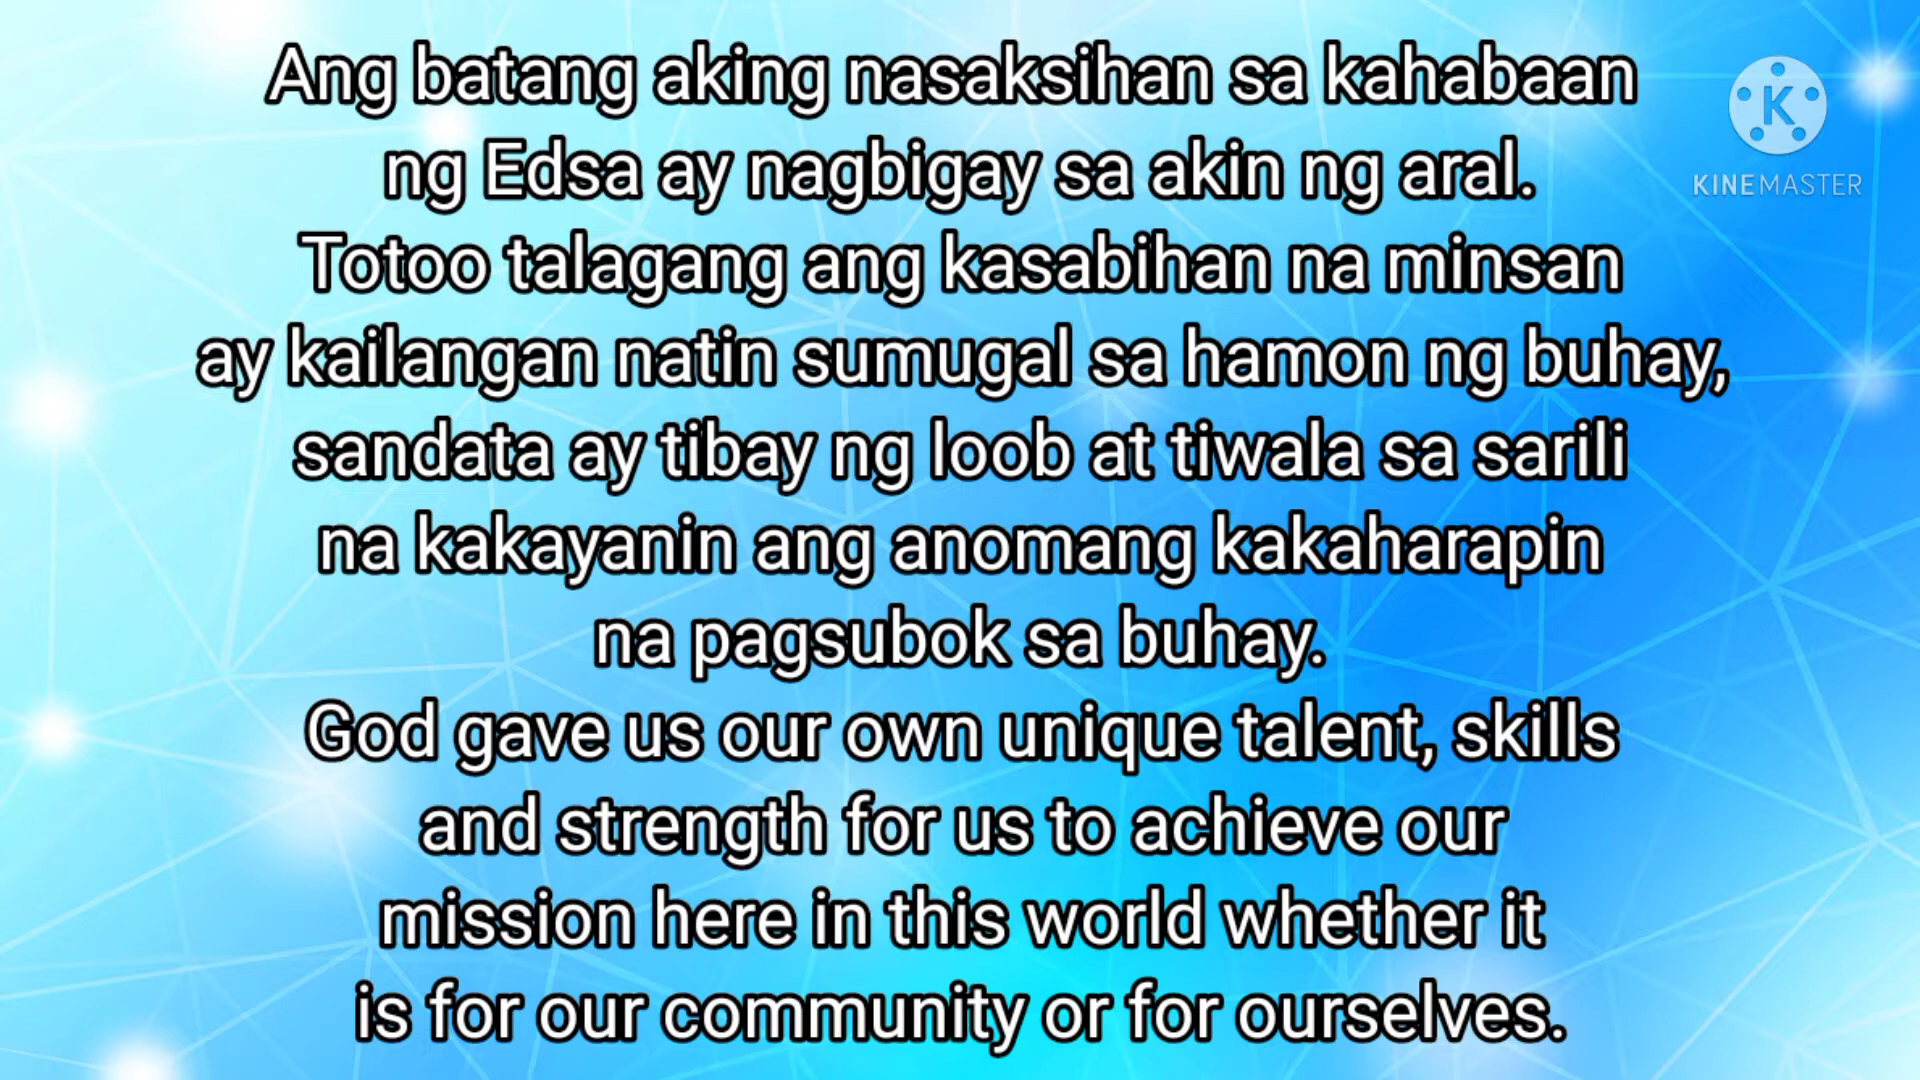 Ang batang aking nasaksihan sa kahabaan
ng Edsa ay nagbigay sa akin ng aral.
Totoo talagang ang kasabihan na minsan
ay kailangan natin sumugal sa hamon ng buhay,
sandata ay tibay ng loob at tiwala sa sarili
na kakayanin ang anomang kakaharapin
na pagsubok sa buhay.
God gave us our own unique talent, skills
and strength for us to achieve our
mission here in this world whether it
is for our community or for ourselves.
K
KINEMASTER